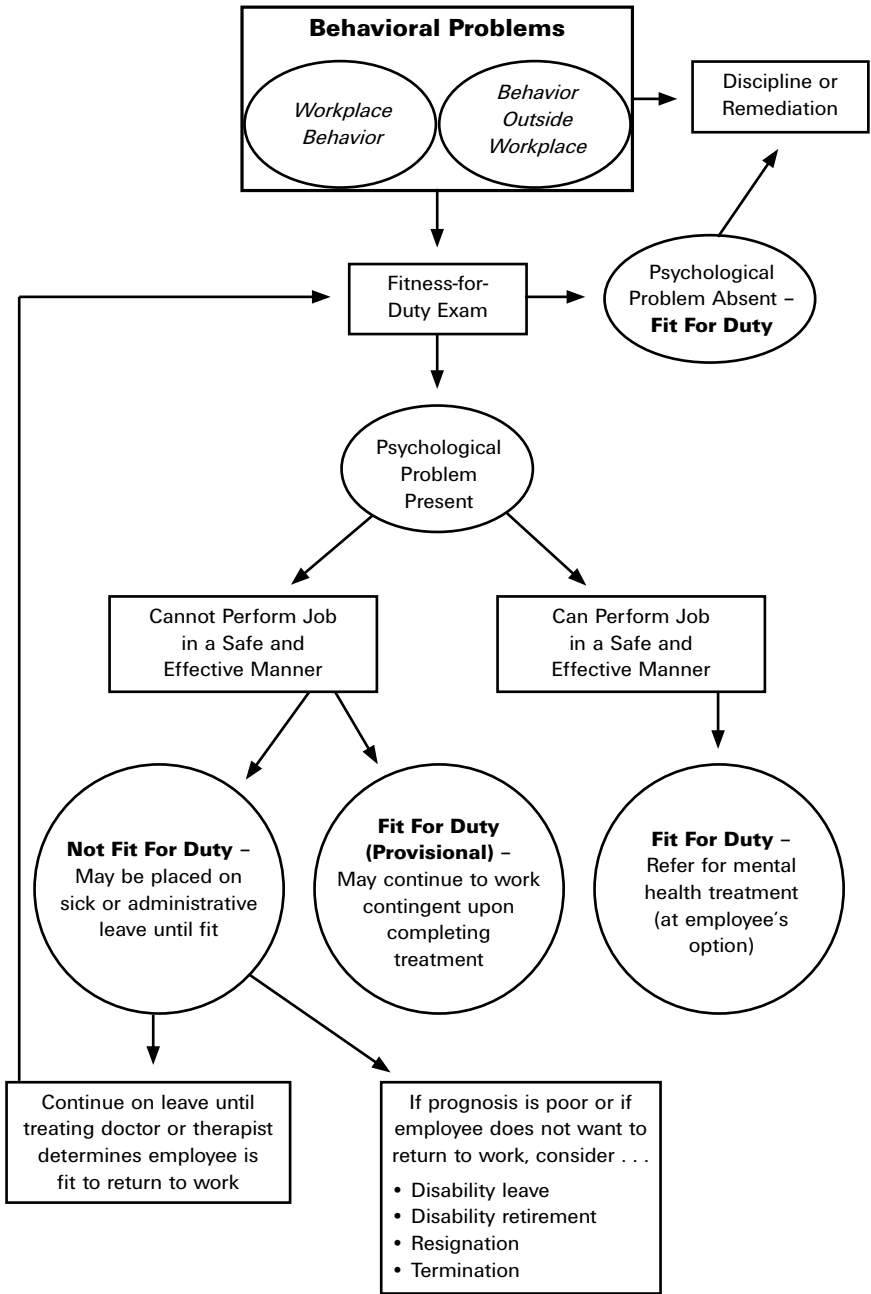 Behavioral Problems
Workplace
Behavior
Behavior
Outside
Workplace
Discipline or
Remediation
Fitness-for-
Duty Exam
Psychological
Problem Absent –
Fit For Duty
Psychological
Problem
Present
Cannot Perform Job
in a Safe and
Effective Manner
Can Perform Job
in a Safe and
Effective Manner
Not Fit For Duty –
May be placed on
sick or administrative
leave until fit
Fit For Duty
(Provisional) –
May continue to work
contingent upon
completing
treatment
Fit For Duty –
Refer for mental
health treatment
(at employee's
option)
Continue on leave until
treating doctor or therapist
determines employee is
fit to return to work
If prognosis is poor or if
employee does not want to
return to work, consider . . .
• Disability leave
• Disability retirement
• Resignation
• Termination